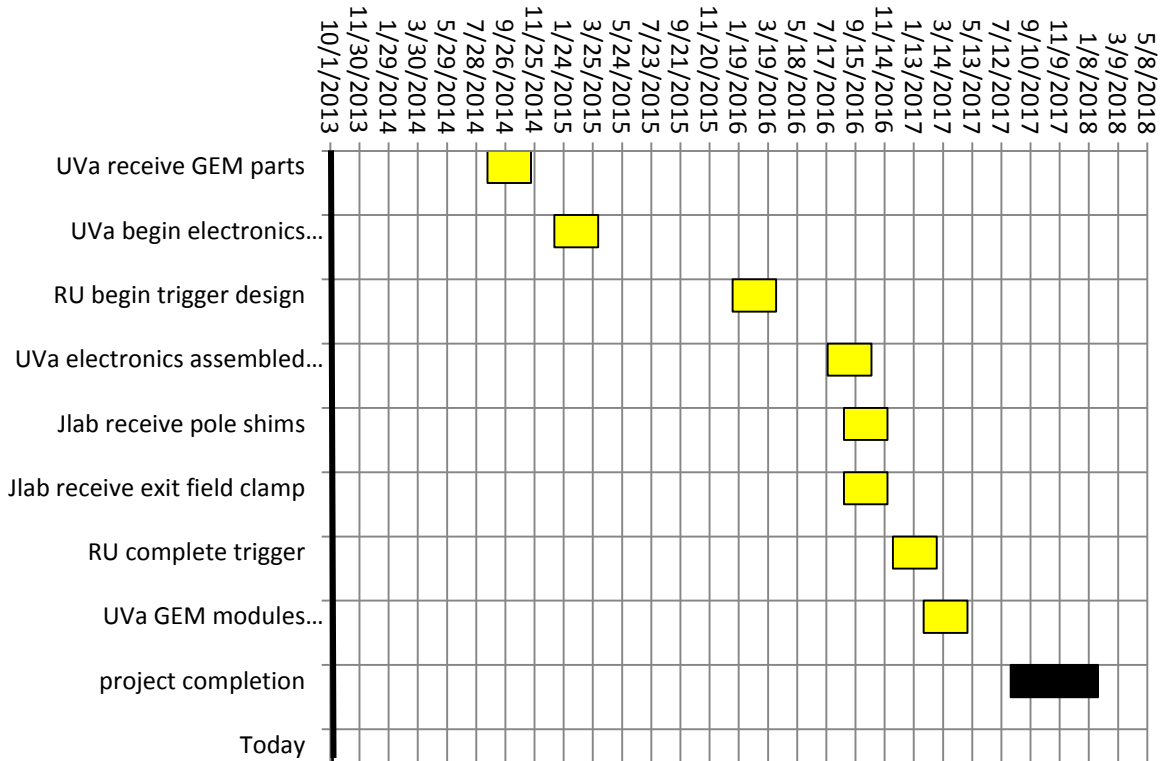 10/1/2013
11/30/2013
1/29/2014
3/30/2014
5/29/2014
7/28/2014
9/26/2014
11/25/2014
1/24/2015
3/25/2015
5/24/2015
7/23/2015
9/21/2015
11/20/2015
1/19/2016
3/19/2016
5/18/2016
7/17/2016
9/15/2016
11/14/2016
1/13/2017
3/14/2017
5/13/2017
7/12/2017
9/10/2017
11/9/2017
1/8/2018
3/9/2018
5/8/2018
UVa receive GEM parts
UVa begin electronics...
RU begin trigger design
UVa electronics assembled...
Jlab receive pole shims
Jlab receive exit field clamp
RU complete trigger
UVa GEM modules...
project completion
Today